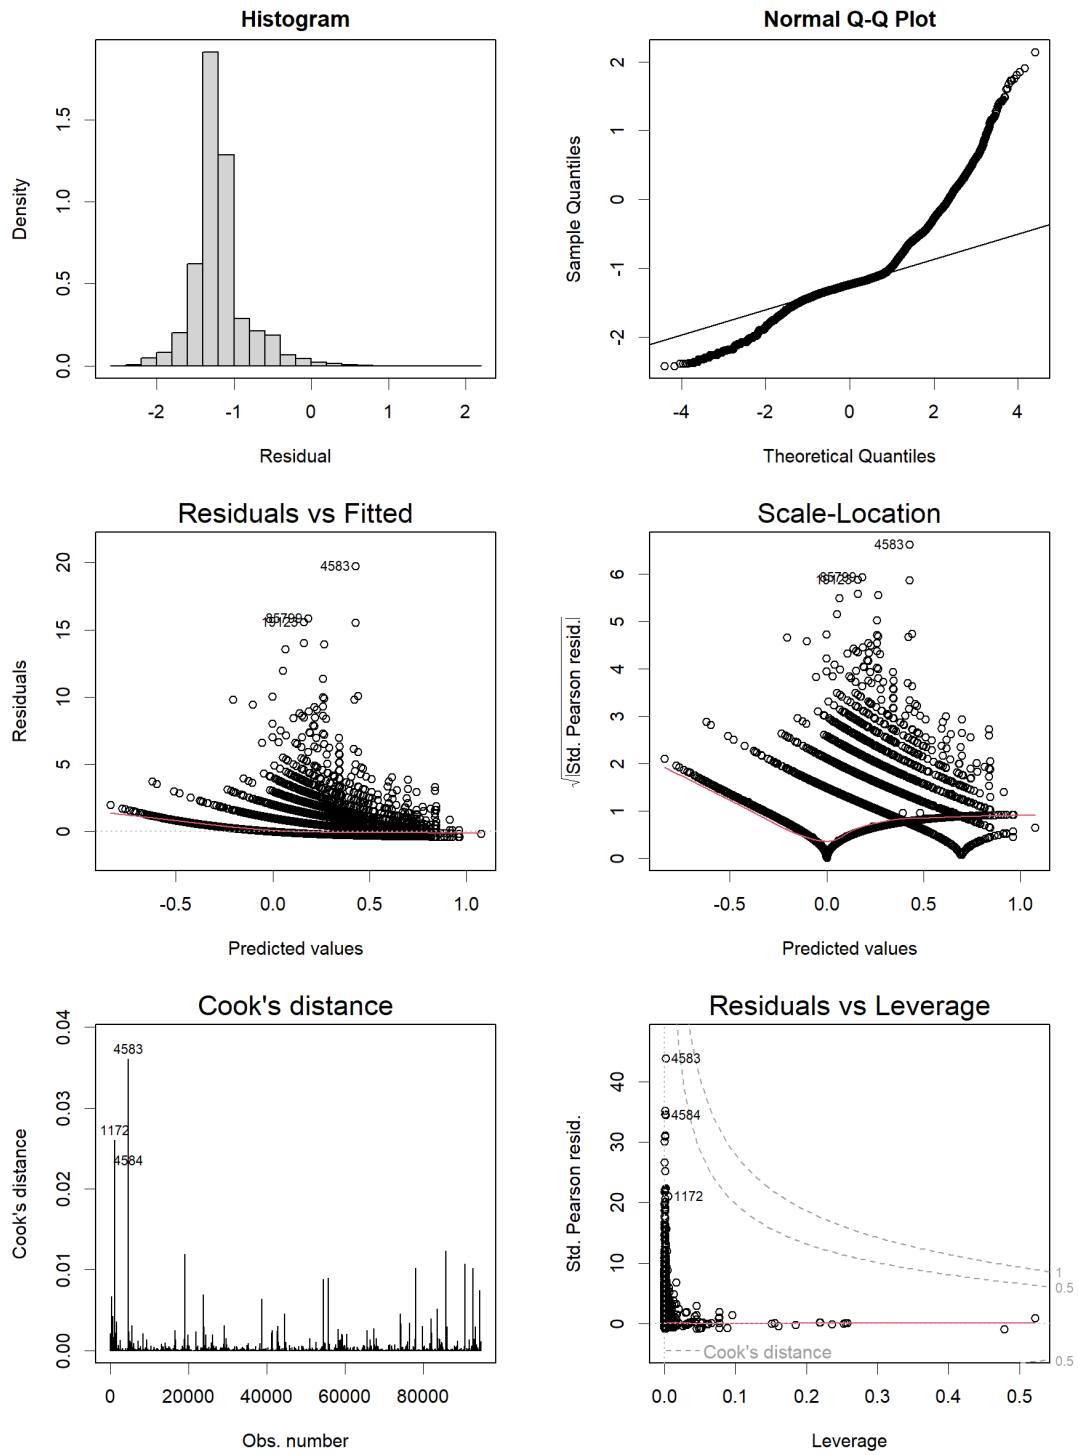 Histogram
Density
0.0 0.5 1.0 1.5
-2 -1 0 1 2
Residual
Normal Q-Q Plot
Sample Quantiles
-2 -1 0 1 2
-4 -2 0 2 4
Theoretical Quantiles
Residuals vs Fitted
Residuals
0 5 10 15 20
4583
85799
19123
-0.5 0.0 0.5 1.0
Predicted values
Scale-Location
√|Std. Pearson resid.|
0 1 2 3 4 5 6
4583
85799
19123
-0.5 0.0 0.5 1.0
Predicted values
Cook's distance
Cook's distance
0.00 0.01 0.02 0.03 0.04
4583
1172
4584
0 20000 40000 60000 80000
Obs. number
Residuals vs Leverage
Std. Pearson resid.
0 10 20 30 40
4583
4584
1172
1
0.5
0.5
Cook's distance
0.0 0.1 0.2 0.3 0.4 0.5
Leverage